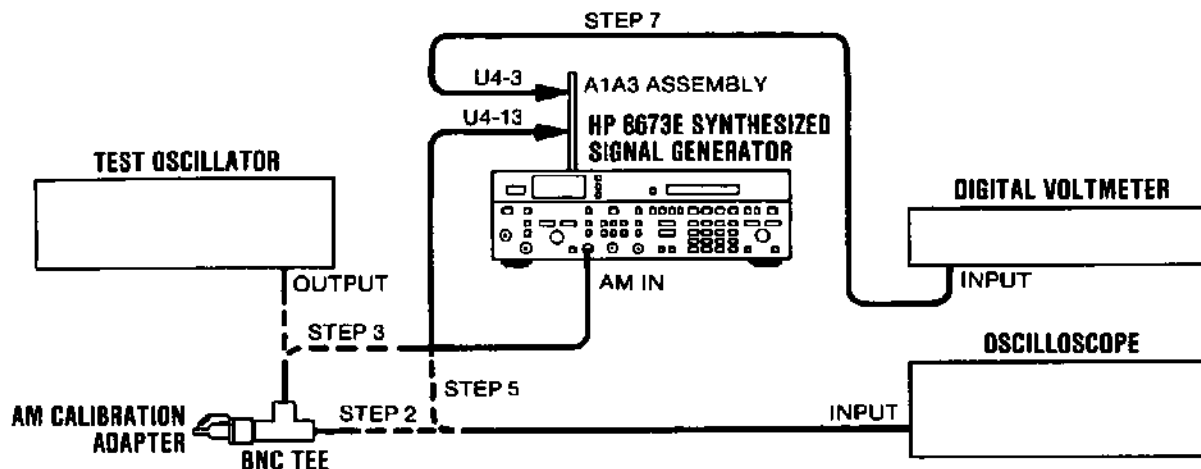 STEP 7
U4-3
A1A3 ASSEMBLY
U4-13
HP 8673E SYNTHESIZED
SIGNAL GENERATOR
TEST OSCILLATOR
DIGITAL VOLTMETER
OUTPUT
AM IN
INPUT
STEP 3
OSCILLOSCOPE
STEP 5
AM CALIBRATION
ADAPTER
STEP 2
INPUT
BNC TEE